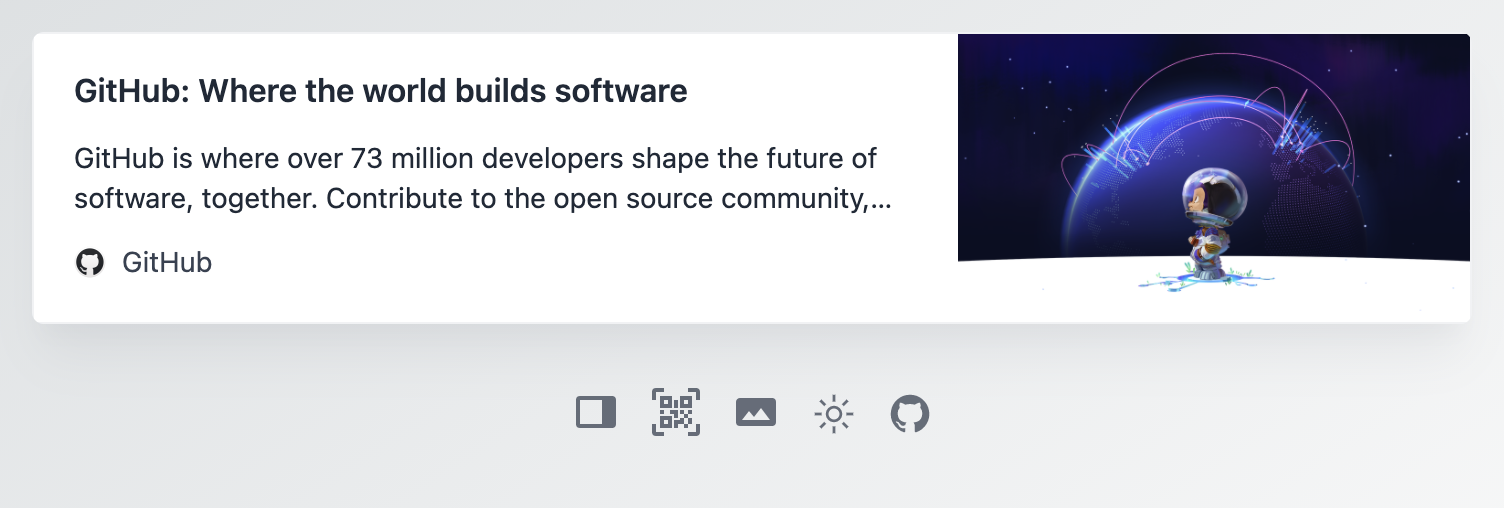 GitHub: Where the world builds software
GitHub is where over 73 million developers shape the future of
software, together. Contribute to the open source community,...
GitHub